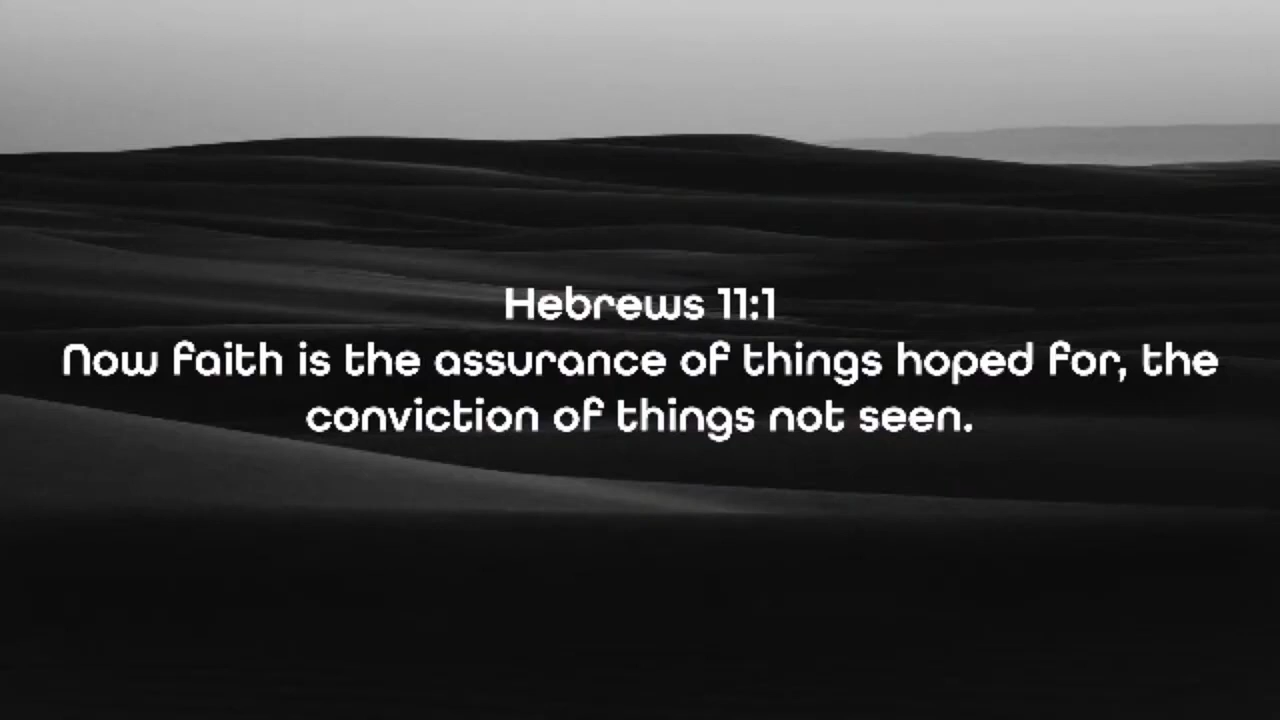 Hebrews 11:1
Now faith is the assurance of things hoped for, the
conviction of things not seen.